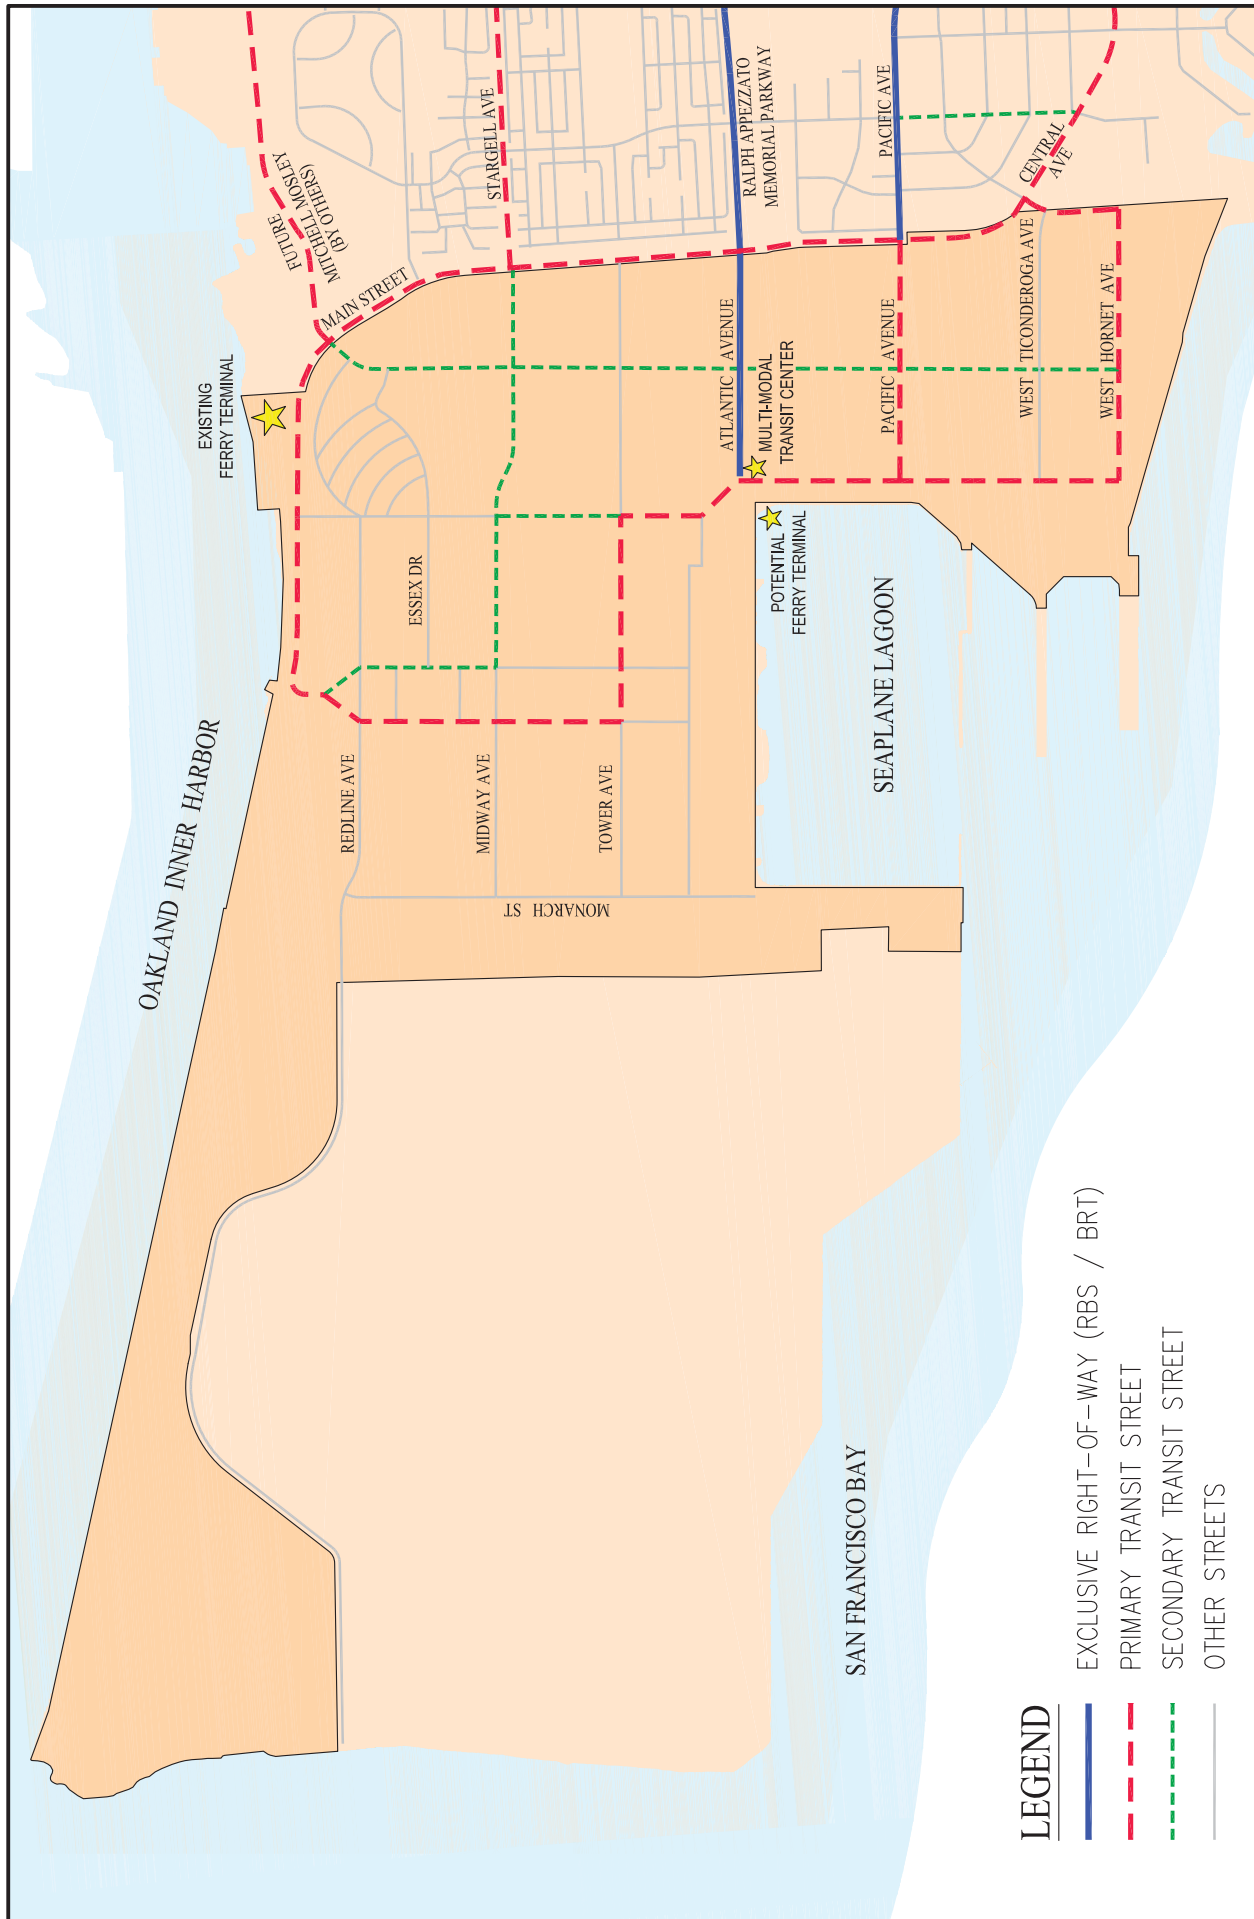 OAKLAND INNER HARBOR
EXISTING
FERRY TERMINAL
FUTURE
MITCHELL MOSLEY
(BY OTHERS)
MAIN STREET
STARGELL AVE
RALPH APPEZZATO
MEMORIAL PARKWAY
PACIFIC AVE
CENTRAL
AVE
ATLANTIC AVENUE
MULTI-MODAL
TRANSIT CENTER
PACIFIC AVENUE
WEST TICONDEROGA AVE
WEST HORNET AVE
POTENTIAL
FERRY TERMINAL
ESSEX DR
REDLINE AVE
MIDWAY AVE
TOWER AVE
MONARCH ST
SEAPLANE LAGOON
SAN FRANCISCO BAY
LEGEND
EXCLUSIVE RIGHT-OF-WAY (RBS / BRT)
PRIMARY TRANSIT STREET
SECONDARY TRANSIT STREET
OTHER STREETS